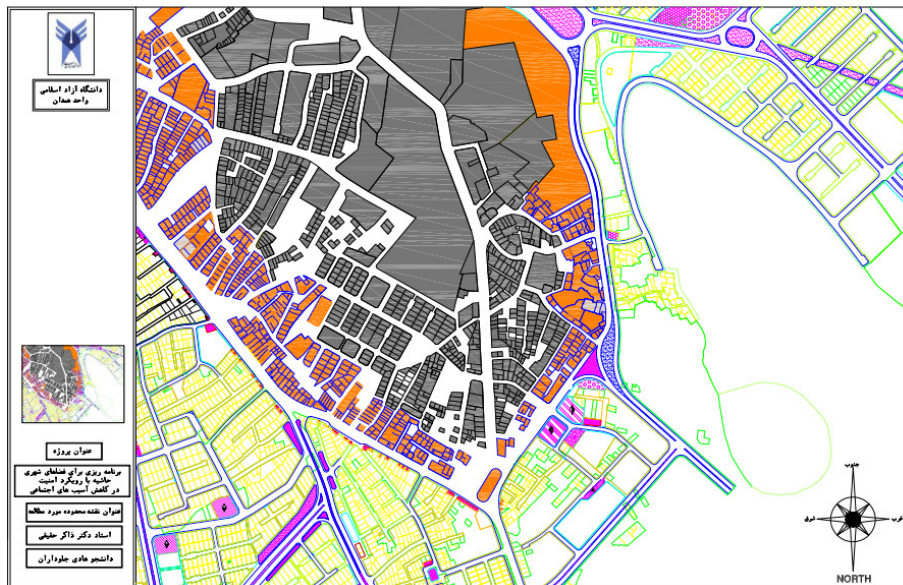 دانشگاه آزاد اسلامی
واحد همدان
عنوان پروژه
برنامه ریزی برای فضاهای شهری
حاشیه با رویکرد امنیت
در کاهش آسیب های اجتماعی
عنوان نقشه محدوده مورد مطالعه
استاد دکتر ذاکر حقیقی
دانشجو هادی جلوداران
جنوب
شرق
غرب
NORTH